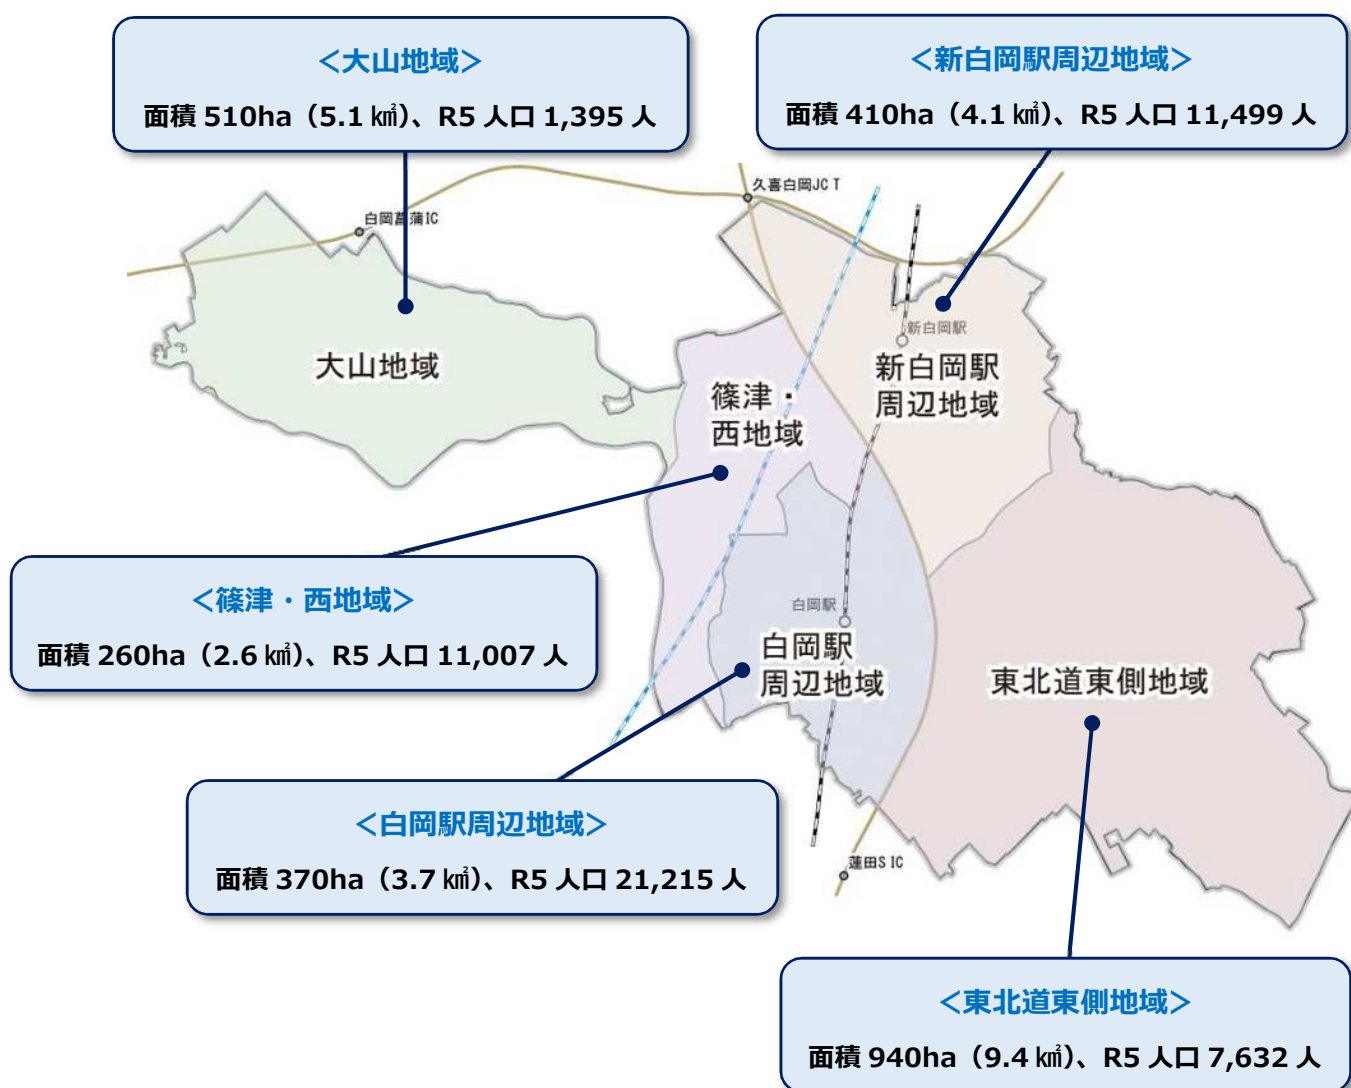 ＜大山地域＞
面積 510ha（5.1 ㎢）、R5 人口 1,395 人
＜新白岡駅周辺地域＞
面積 410ha（4.1 ㎢）、R5 人口 11,499 人
久喜白岡JCT
白岡菖蒲IC
新白岡駅
大山地域
新白岡駅
周辺地域
篠津・
西地域
＜篠津・西地域＞
面積 260ha（2.6 ㎢）、R5 人口 11,007 人
白岡駅
白岡駅
周辺地域
東北道東側地域
＜白岡駅周辺地域＞
面積 370ha（3.7 ㎢）、R5 人口 21,215 人
蓮田S IC
＜東北道東側地域＞
面積 940ha（9.4 ㎢）、R5 人口 7,632 人